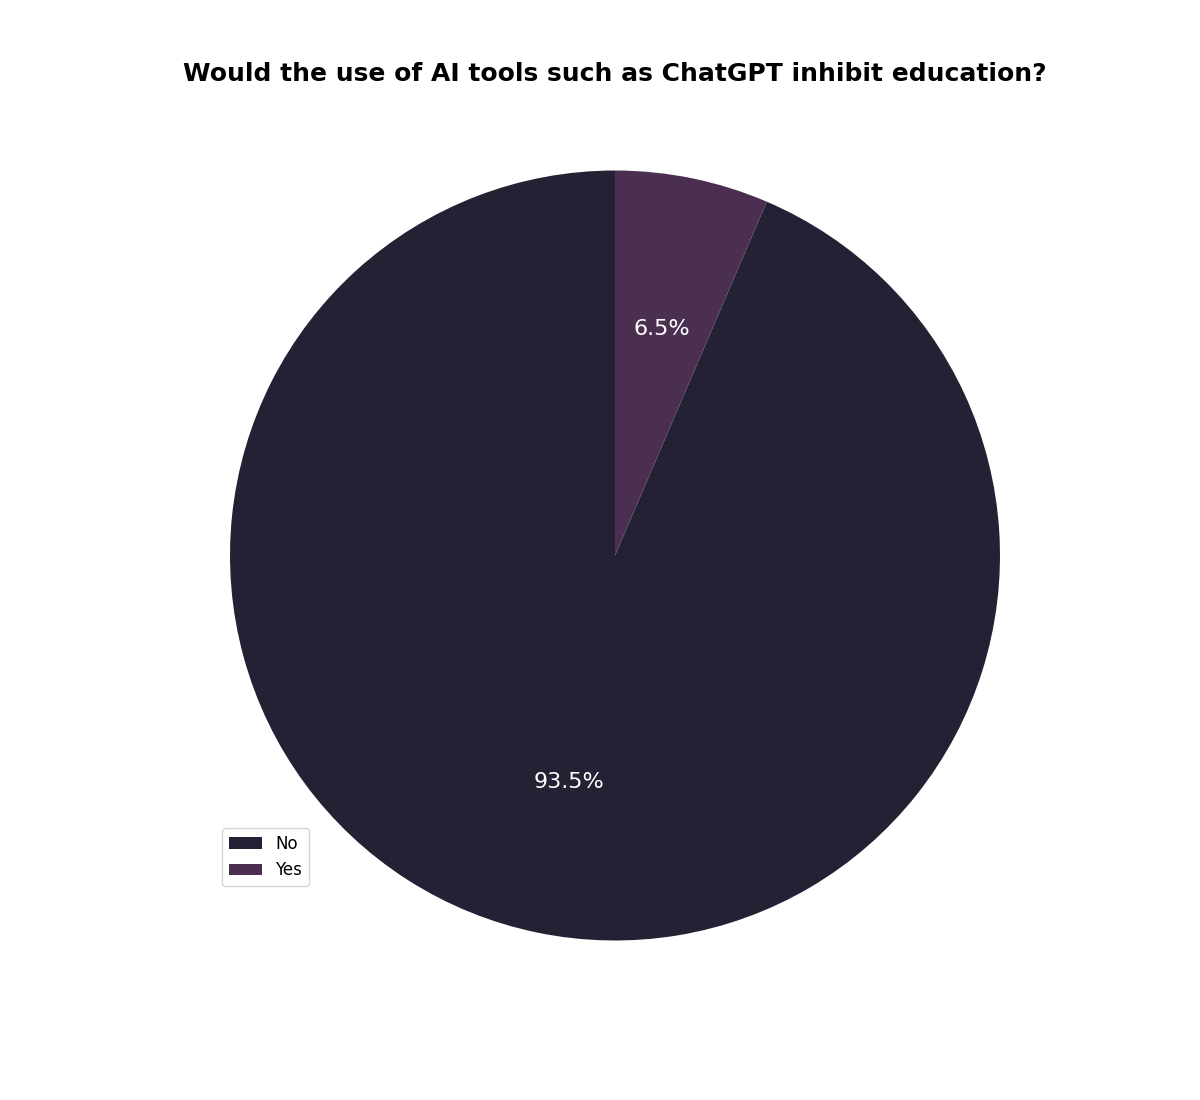 Would the use of AI tools such as ChatGPT inhibit education?
6.5%
93.5%
No
Yes